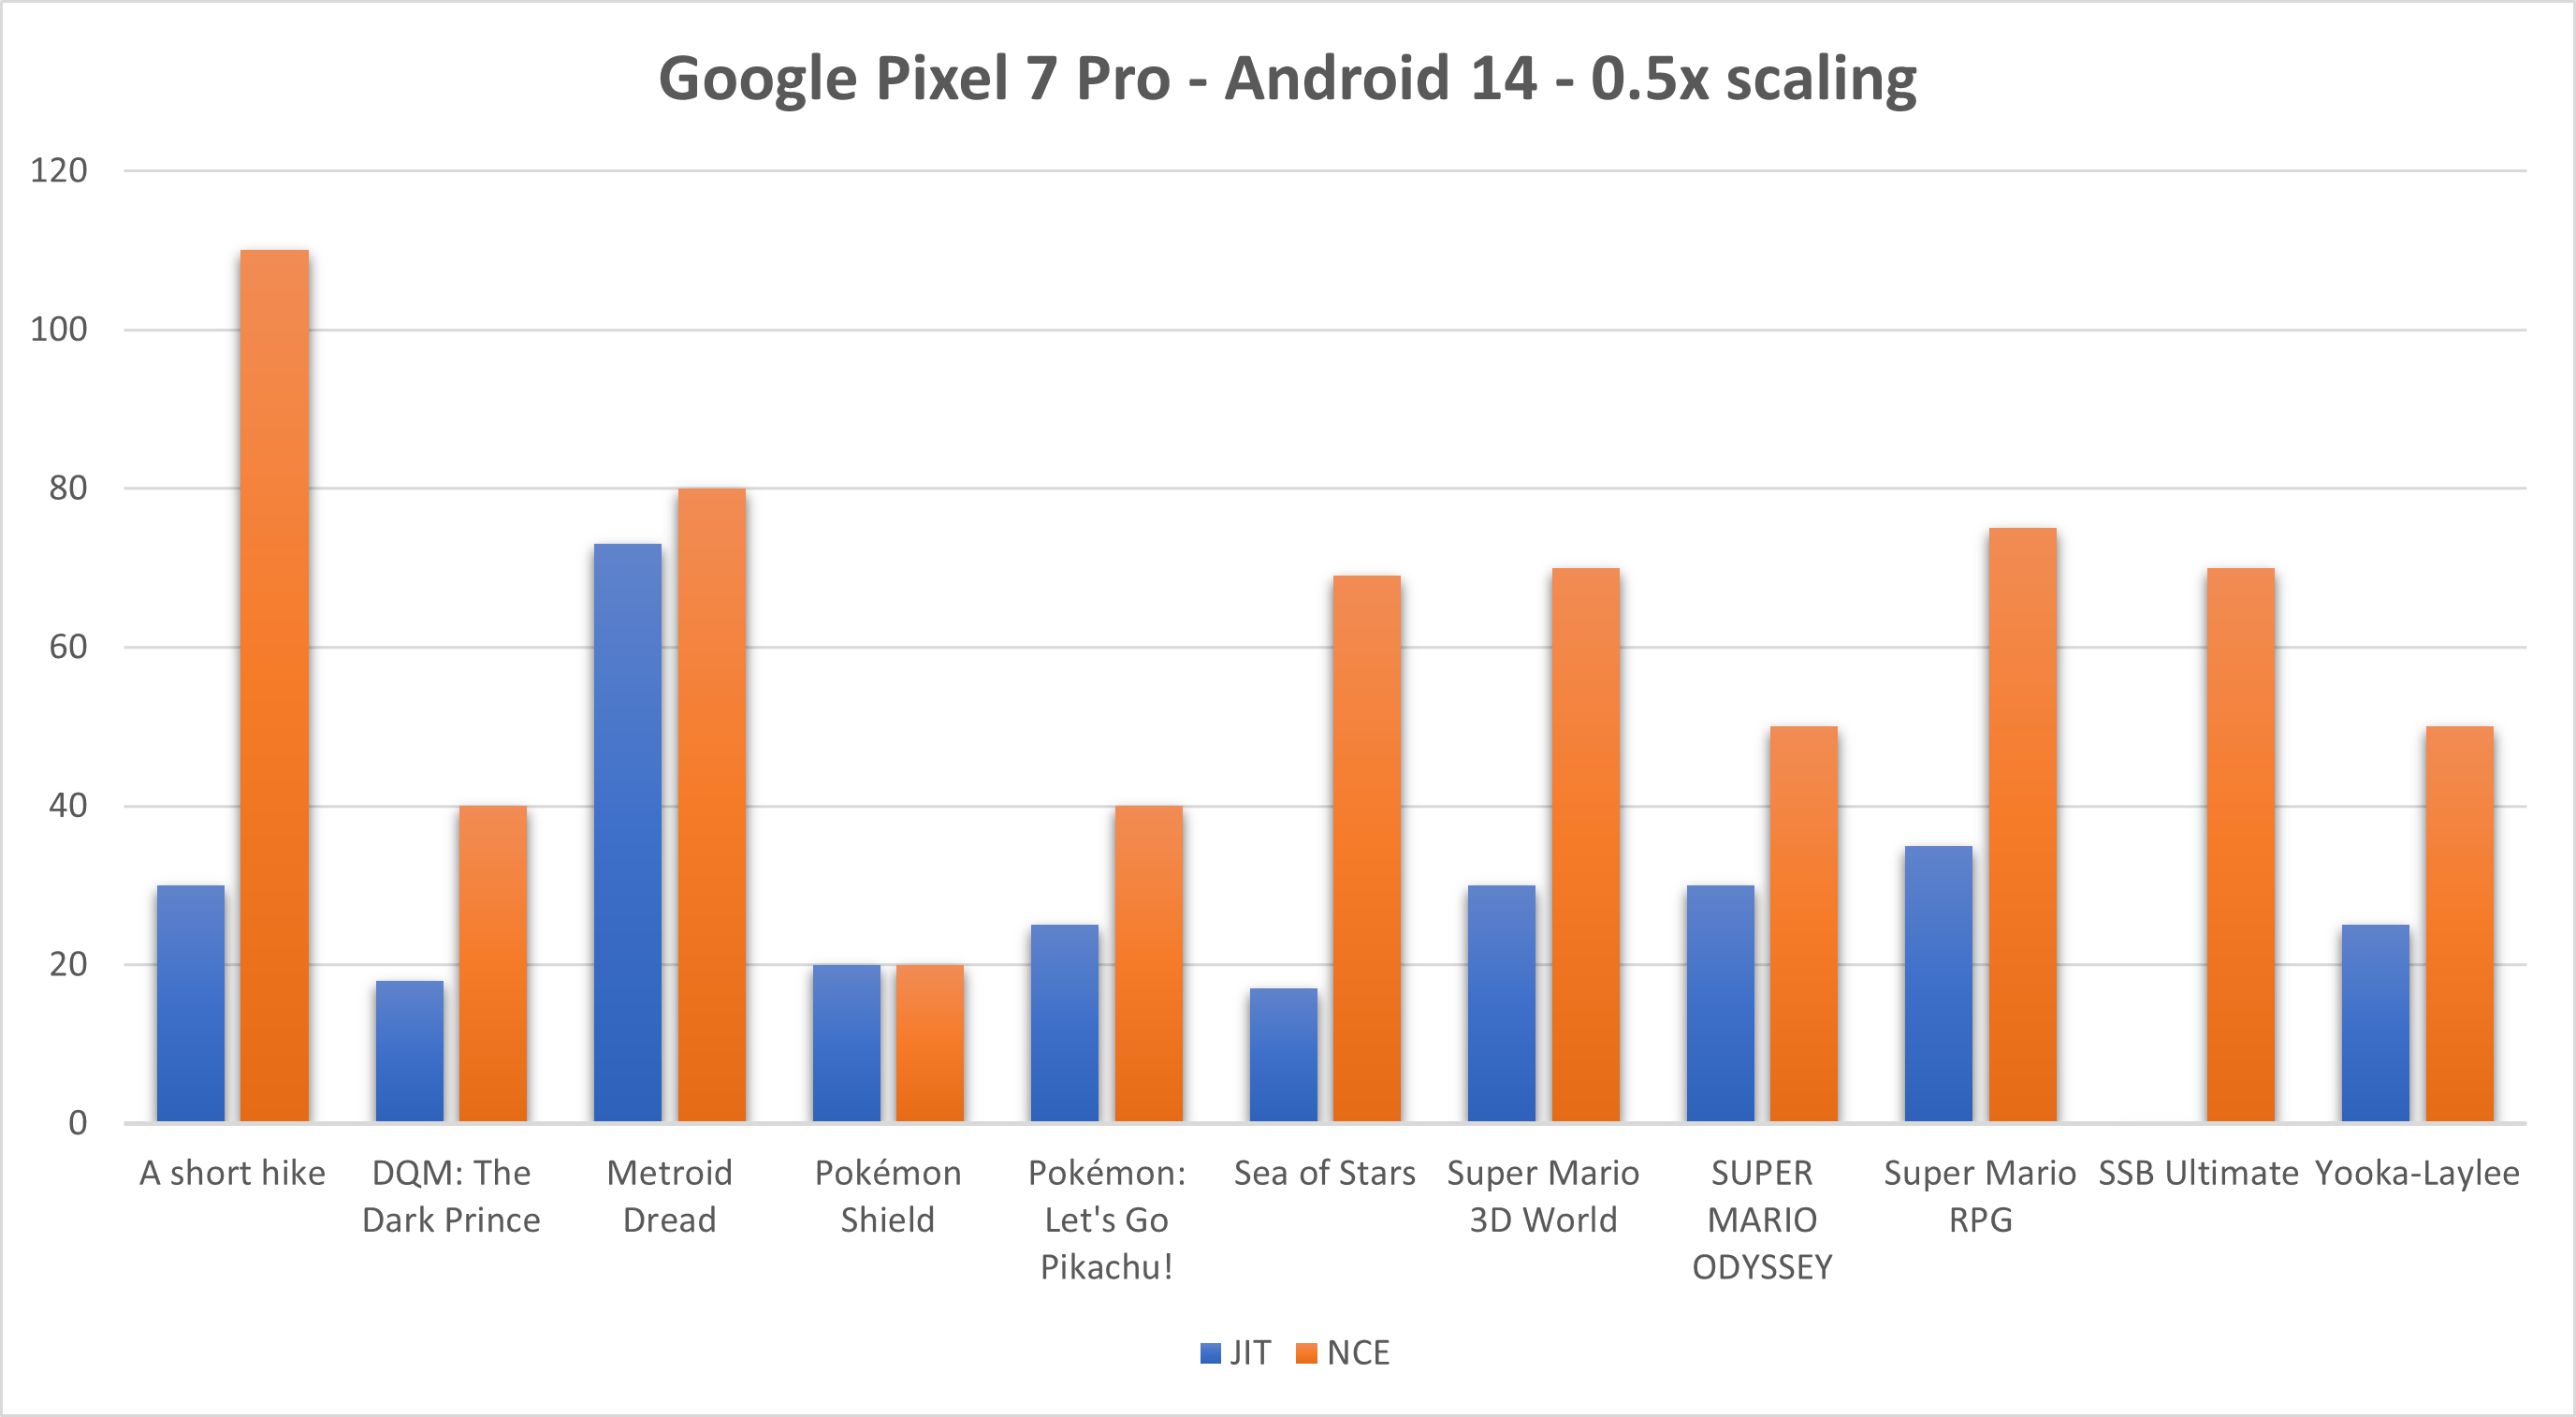 Google Pixel 7 Pro - Android 14 - 0.5x scaling
120
100
80
60
40
20
0
A short hike
DQM: The
Dark Prince
Metroid
Dread
Pokémon
Shield
Pokémon:
Let's Go
Pikachu!
Sea of Stars
Super Mario
3D World
SUPER
MARIO
ODYSSEY
Super Mario
RPG
SSB Ultimate
Yooka-Laylee
JIT
NCE